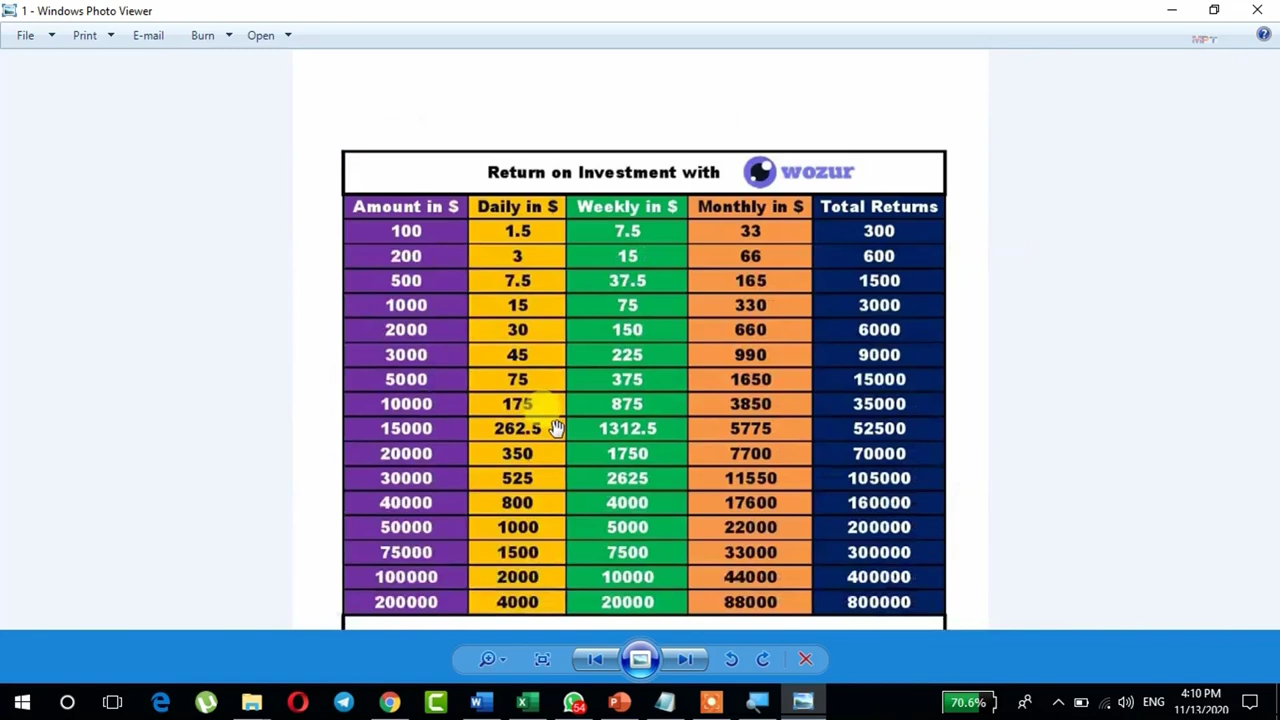 1 - Windows Photo Viewer
File Print E-mail Burn Open
MPT
Return on Investment with wozur
Amount in $ Daily in $ Weekly in $ Monthly in $ Total Returns
100 1.5 7.5 33 300
200 3 15 66 600
500 7.5 37.5 165 1500
1000 15 75 330 3000
2000 30 150 660 6000
3000 45 225 990 9000
5000 75 375 1650 15000
10000 175 875 3850 35000
15000 262.5 1312.5 5775 52500
20000 350 1750 7700 70000
30000 525 2625 11550 105000
40000 800 4000 17600 160000
50000 1000 5000 22000 200000
75000 1500 7500 33000 300000
100000 2000 10000 44000 400000
200000 4000 20000 88000 800000
54 70.6% ENG 4:10 PM
11/13/2020